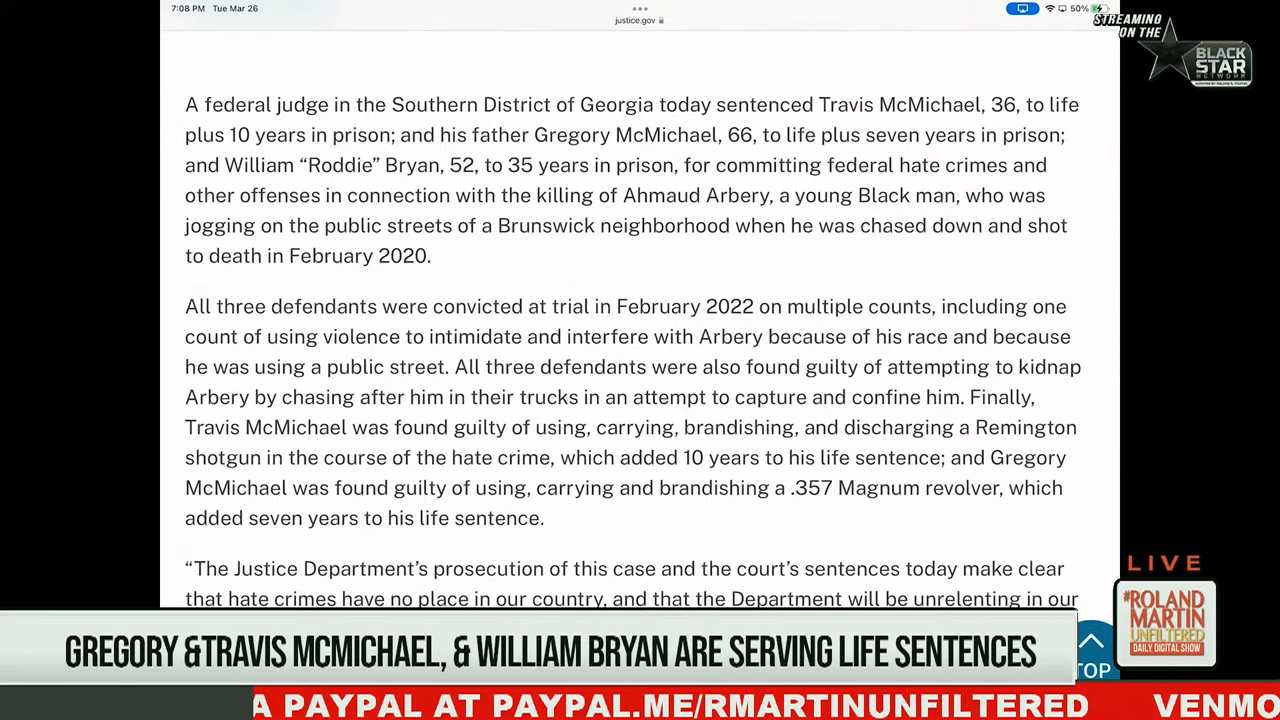 7:08 PM Tue Mar 26
justice.gov
50%
STREAMING
ON THE
BLACK
STAR
NETWORK
A federal judge in the Southern District of Georgia today sentenced Travis McMichael, 36, to life
plus 10 years in prison; and his father Gregory McMichael, 66, to life plus seven years in prison;
and William “Roddie” Bryan, 52, to 35 years in prison, for committing federal hate crimes and
other offenses in connection with the killing of Ahmaud Arbery, a young Black man, who was
jogging on the public streets of a Brunswick neighborhood when he was chased down and shot
to death in February 2020.
All three defendants were convicted at trial in February 2022 on multiple counts, including one
count of using violence to intimidate and interfere with Arbery because of his race and because
he was using a public street. All three defendants were also found guilty of attempting to kidnap
Arbery by chasing after him in their trucks in an attempt to capture and confine him. Finally,
Travis McMichael was found guilty of using, carrying, brandishing, and discharging a Remington
shotgun in the course of the hate crime, which added 10 years to his life sentence; and Gregory
McMichael was found guilty of using, carrying and brandishing a .357 Magnum revolver, which
added seven years to his life sentence.
“The Justice Department’s prosecution of this case and the court’s sentences today make clear
that hate crimes have no place in our country, and that the Department will be unrelenting in our
TOP
LIVE
#ROLAND
MARTIN
UNFILTERED
DAILY DIGITAL SHOW
GREGORY &TRAVIS MCMICHAEL, & WILLIAM BRYAN ARE SERVING LIFE SENTENCES
A PAYPAL AT PAYPAL.ME/RMARTINUNFILTERED VENMO